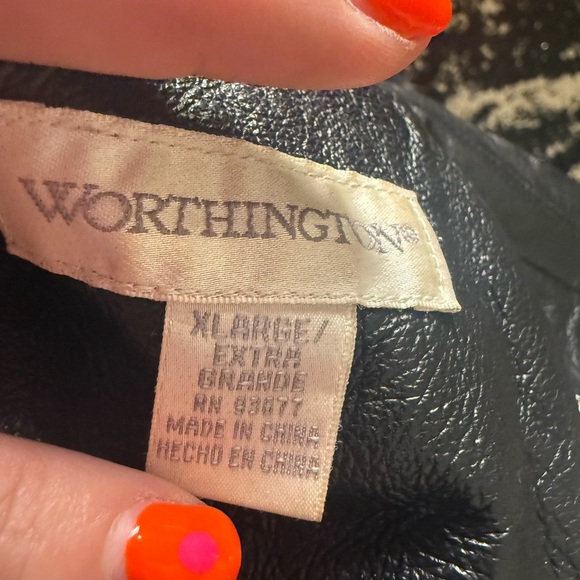 WORTHINGTON®
XLARGE/
EXTRA
GRANDE
RN 93677
MADE IN CHINA
HECHO EN CHINA